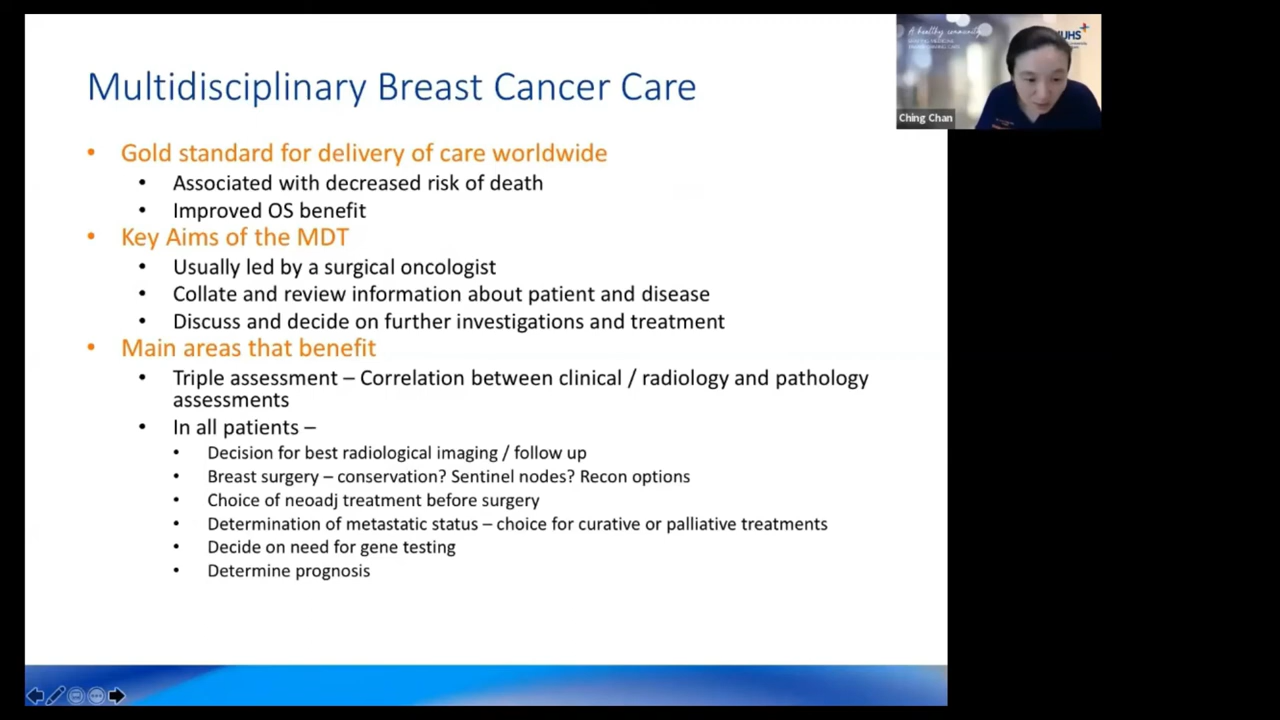 Multidisciplinary Breast Cancer Care
• Gold standard for delivery of care worldwide
• Associated with decreased risk of death
• Improved OS benefit
• Key Aims of the MDT
• Usually led by a surgical oncologist
• Collate and review information about patient and disease
• Discuss and decide on further investigations and treatment
• Main areas that benefit
• Triple assessment – Correlation between clinical / radiology and pathology
assessments
• In all patients –
• Decision for best radiological imaging / follow up
• Breast surgery – conservation? Sentinel nodes? Recon options
• Choice of neoadj treatment before surgery
• Determination of metastatic status – choice for curative or palliative treatments
• Decide on need for gene testing
• Determine prognosis
A healthy community
UHS
Ching Chan